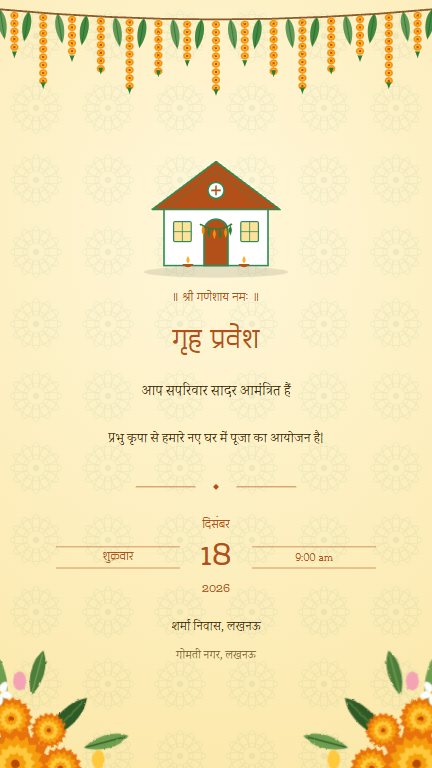 ॥ श्री गणेशाय नमः ॥
गृह प्रवेश
आप सपरिवार सादर आमंत्रित हैं
प्रभु कृपा से हमारे नए घर में पूजा का आयोजन है|
दिसंबर
शुक्रवार 18 9:00 am
2026
शर्मा निवास, लखनऊ
गोमती नगर, लखनऊ